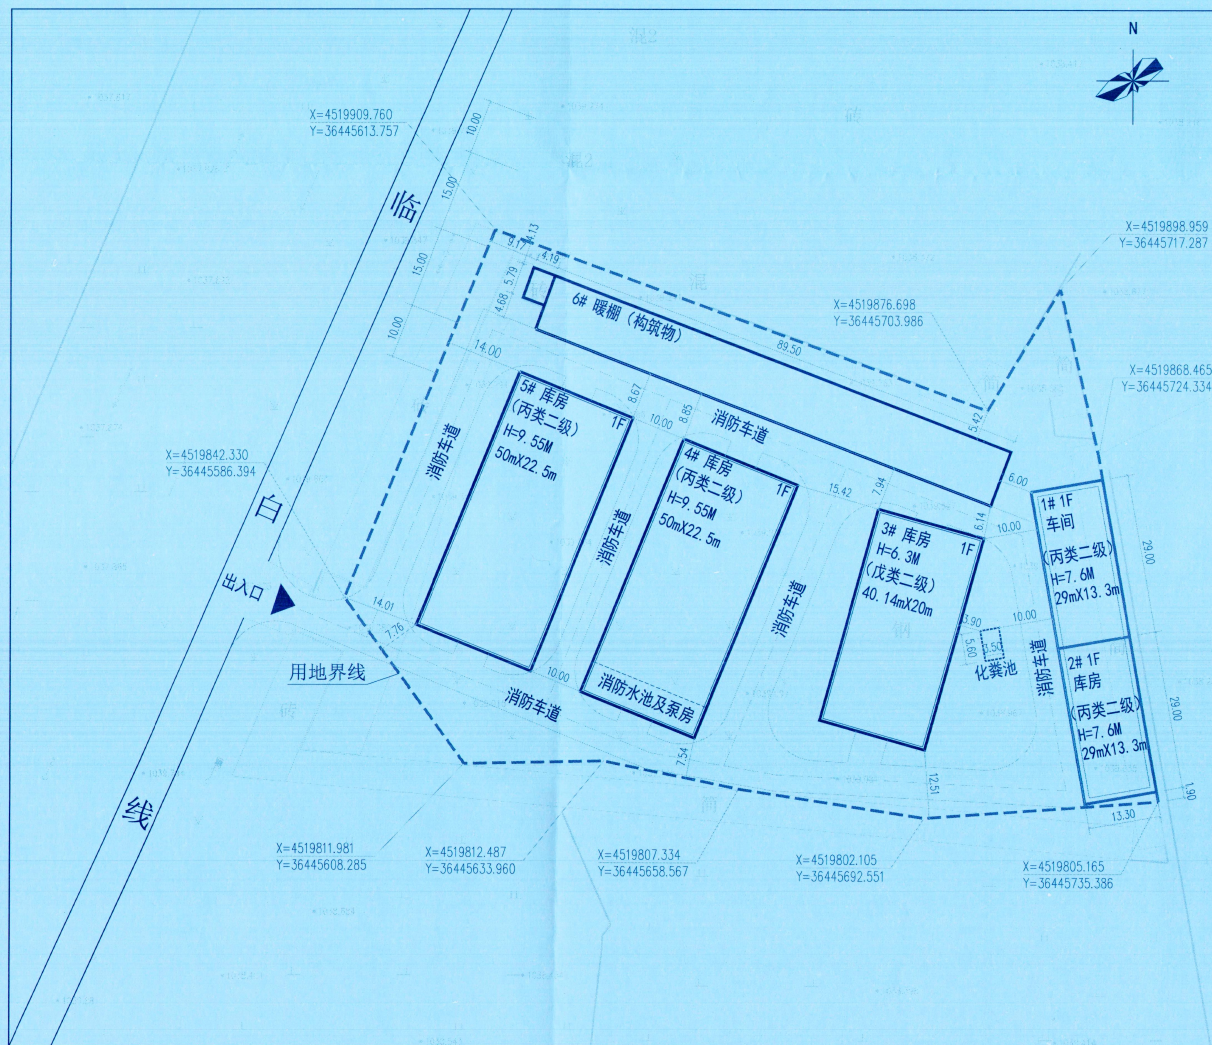 N
X=4519909.760
Y=36445613.757
10.00
15.00
临
15.00
10.00
X=4519898.959
Y=36445717.287
9.17
4.13
4.19
5.79
4.68
6# 暖棚（构筑物）
89.50
X=4519876.698
Y=36445703.986
X=4519868.465
Y=36445724.334
14.00
5# 库房
(丙类二级)
H=9.55M
50mX22.5m
1F
8.67
10.00
8.85
消防车道
5.42
消防车道
X=4519842.330
Y=36445586.394
4# 库房
(丙类二级)
H=9.55M
50mX22.5m
1F
15.42
7.94
6.00
白
消防车道
3# 库房
H=6.3M
(戊类二级)
40.14mX20m
1F
6.14
10.00
1# 1F
车间
(丙类二级)
H=7.6M
29mX13.3m
29.00
出入口
14.01
7.76
消防车道
3.90
10.00
5.60
3.50
化粪池
消防车道
2# 1F
库房
(丙类二级)
H=7.6M
29mX13.3m
29.00
用地界线
10.00
消防水池及泵房
消防车道
7.54
12.51
1.90
13.30
线
X=4519811.981
Y=36445608.285
X=4519812.487
Y=36445633.960
X=4519807.334
Y=36445658.567
X=4519802.105
Y=36445692.551
X=4519805.165
Y=36445735.386